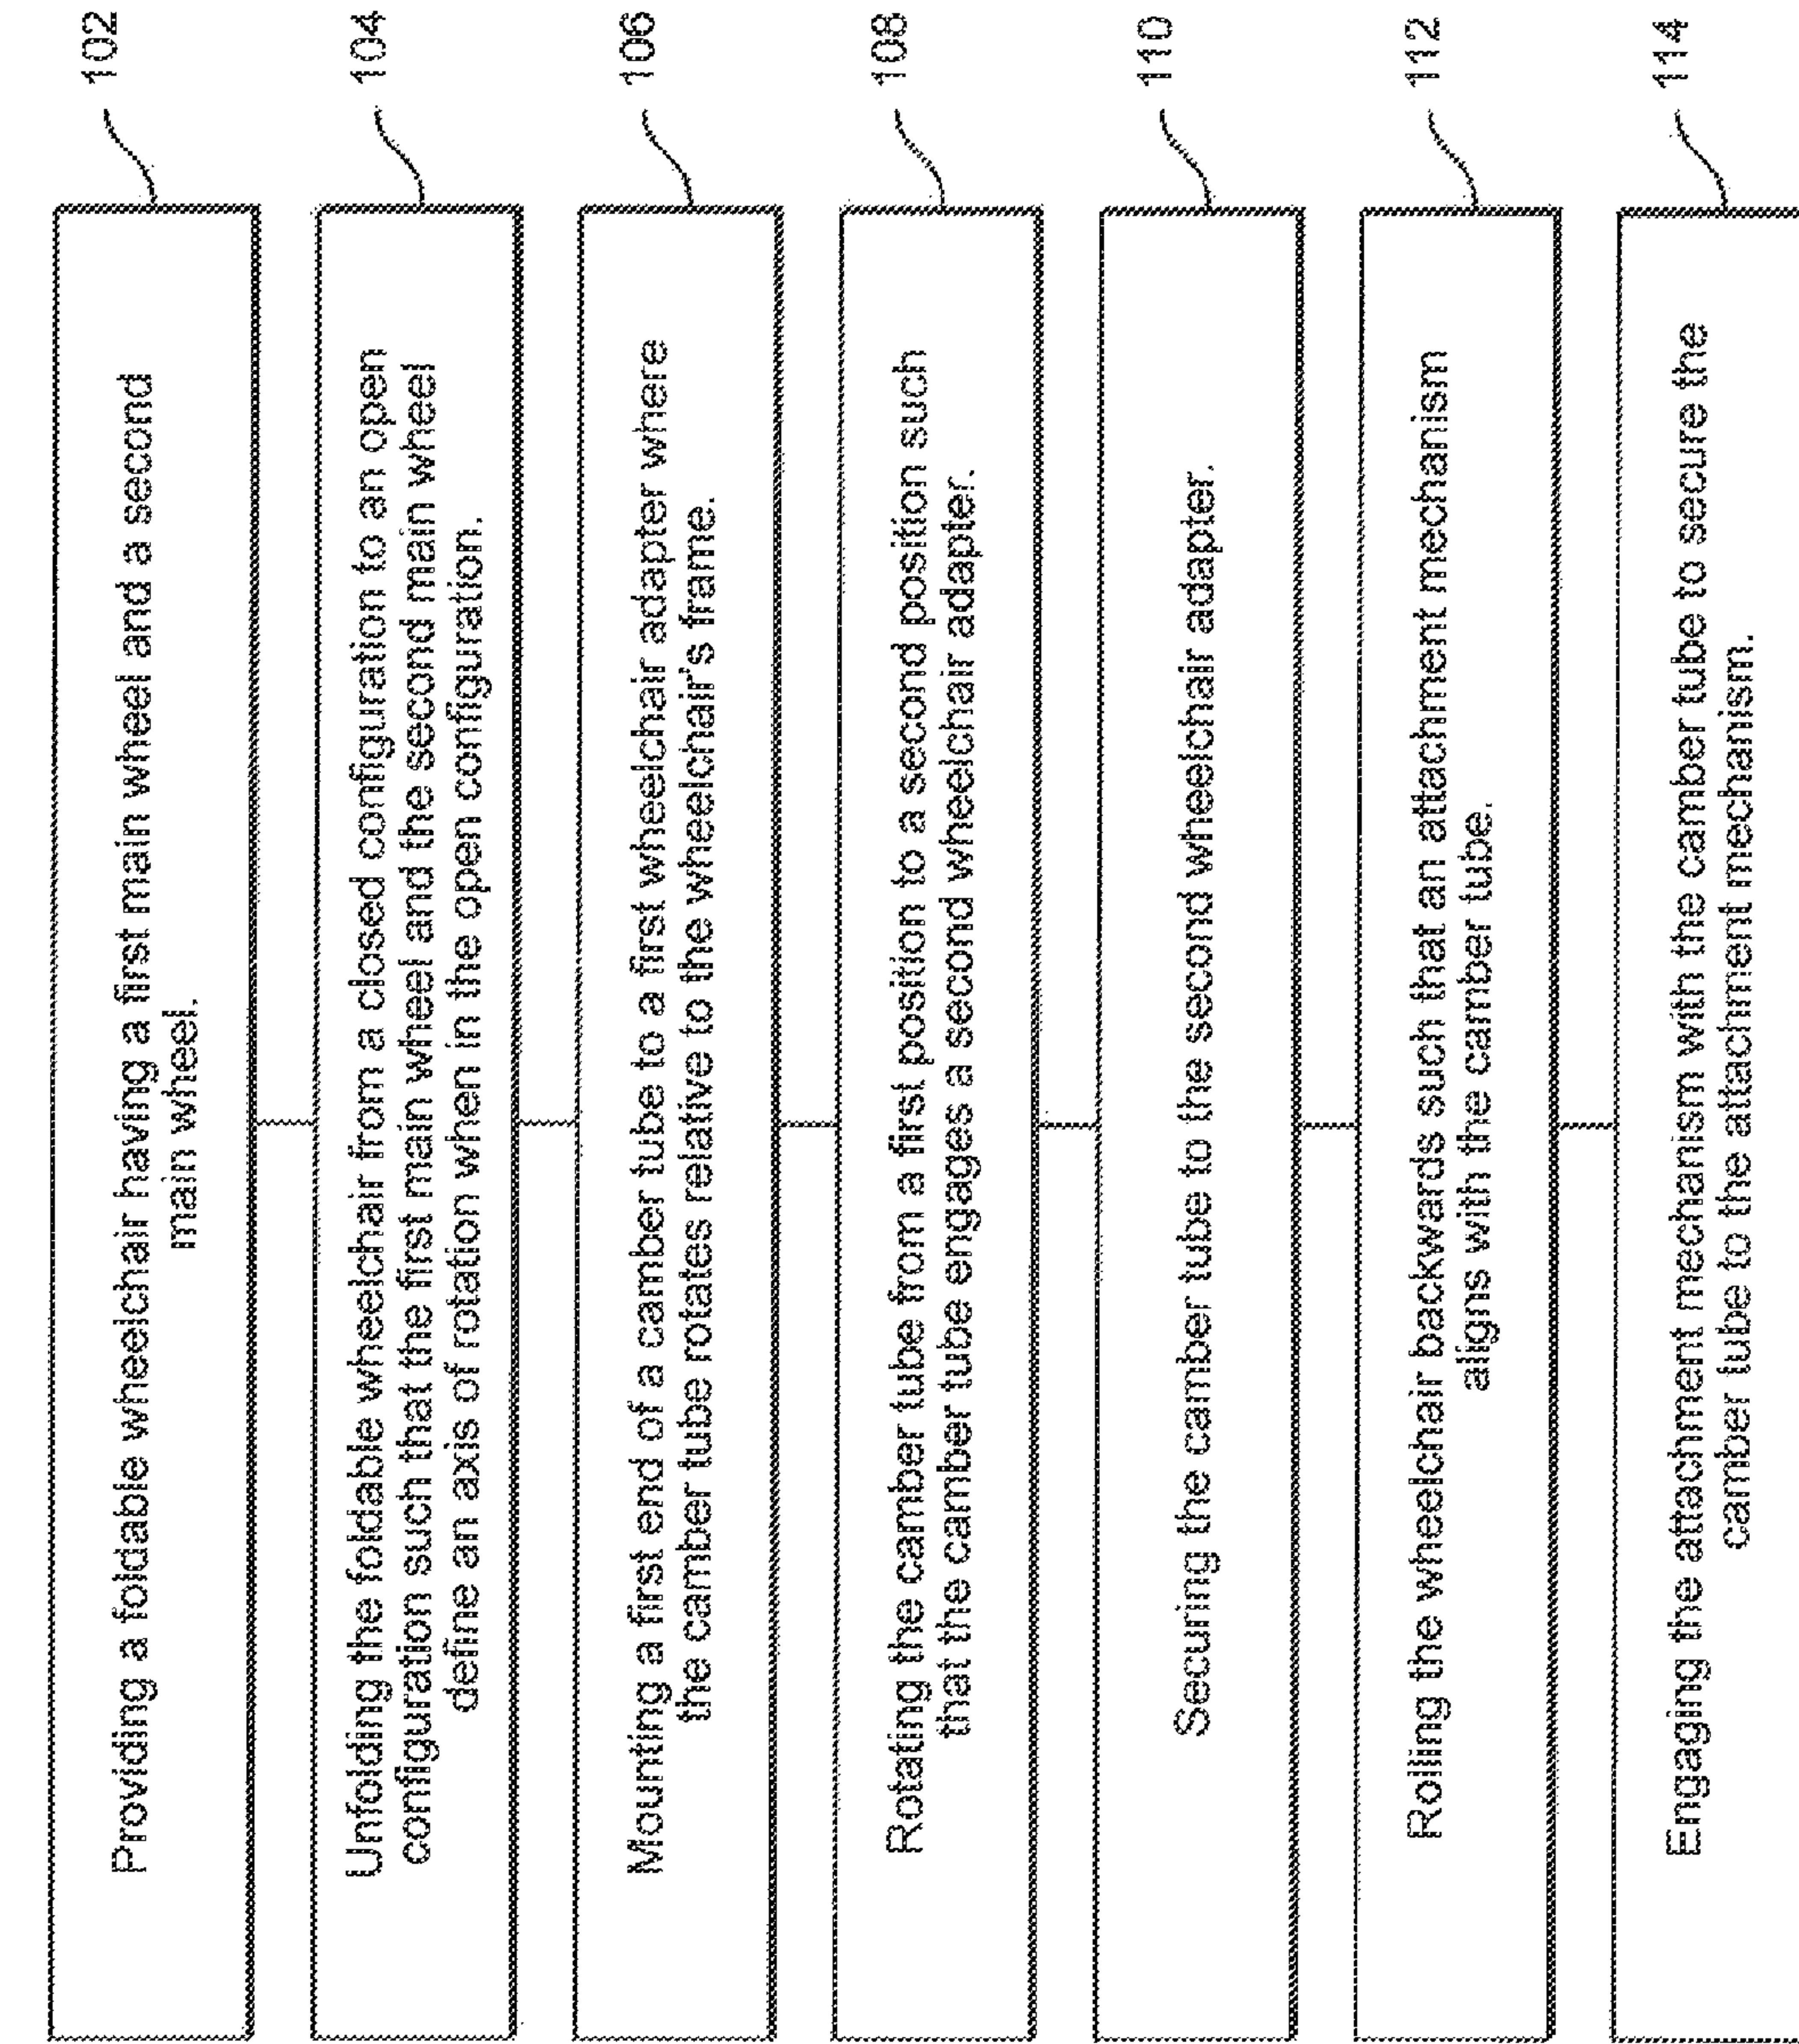 Providing a foldable wheelchair having a first main wheel and a second
main wheel.
102
Unfolding the foldable wheelchair from a closed configuration to an open
configuration such that the first main wheel and the second main wheel
define an axis of rotation when in the open configuration.
104
Mounting a first end of a camber tube to a first wheelchair adapter where
the camber tube rotates relative to the wheelchair's frame.
106
Rotating the camber tube from a first position to a second position such
that the camber tube engages a second wheelchair adapter.
108
Securing the camber tube to the second wheelchair adapter.
110
Rolling the wheelchair backwards such that an attachment mechanism
aligns with the camber tube.
112
Engaging the attachment mechanism with the camber tube to secure the
camber tube to the attachment mechanism.
114